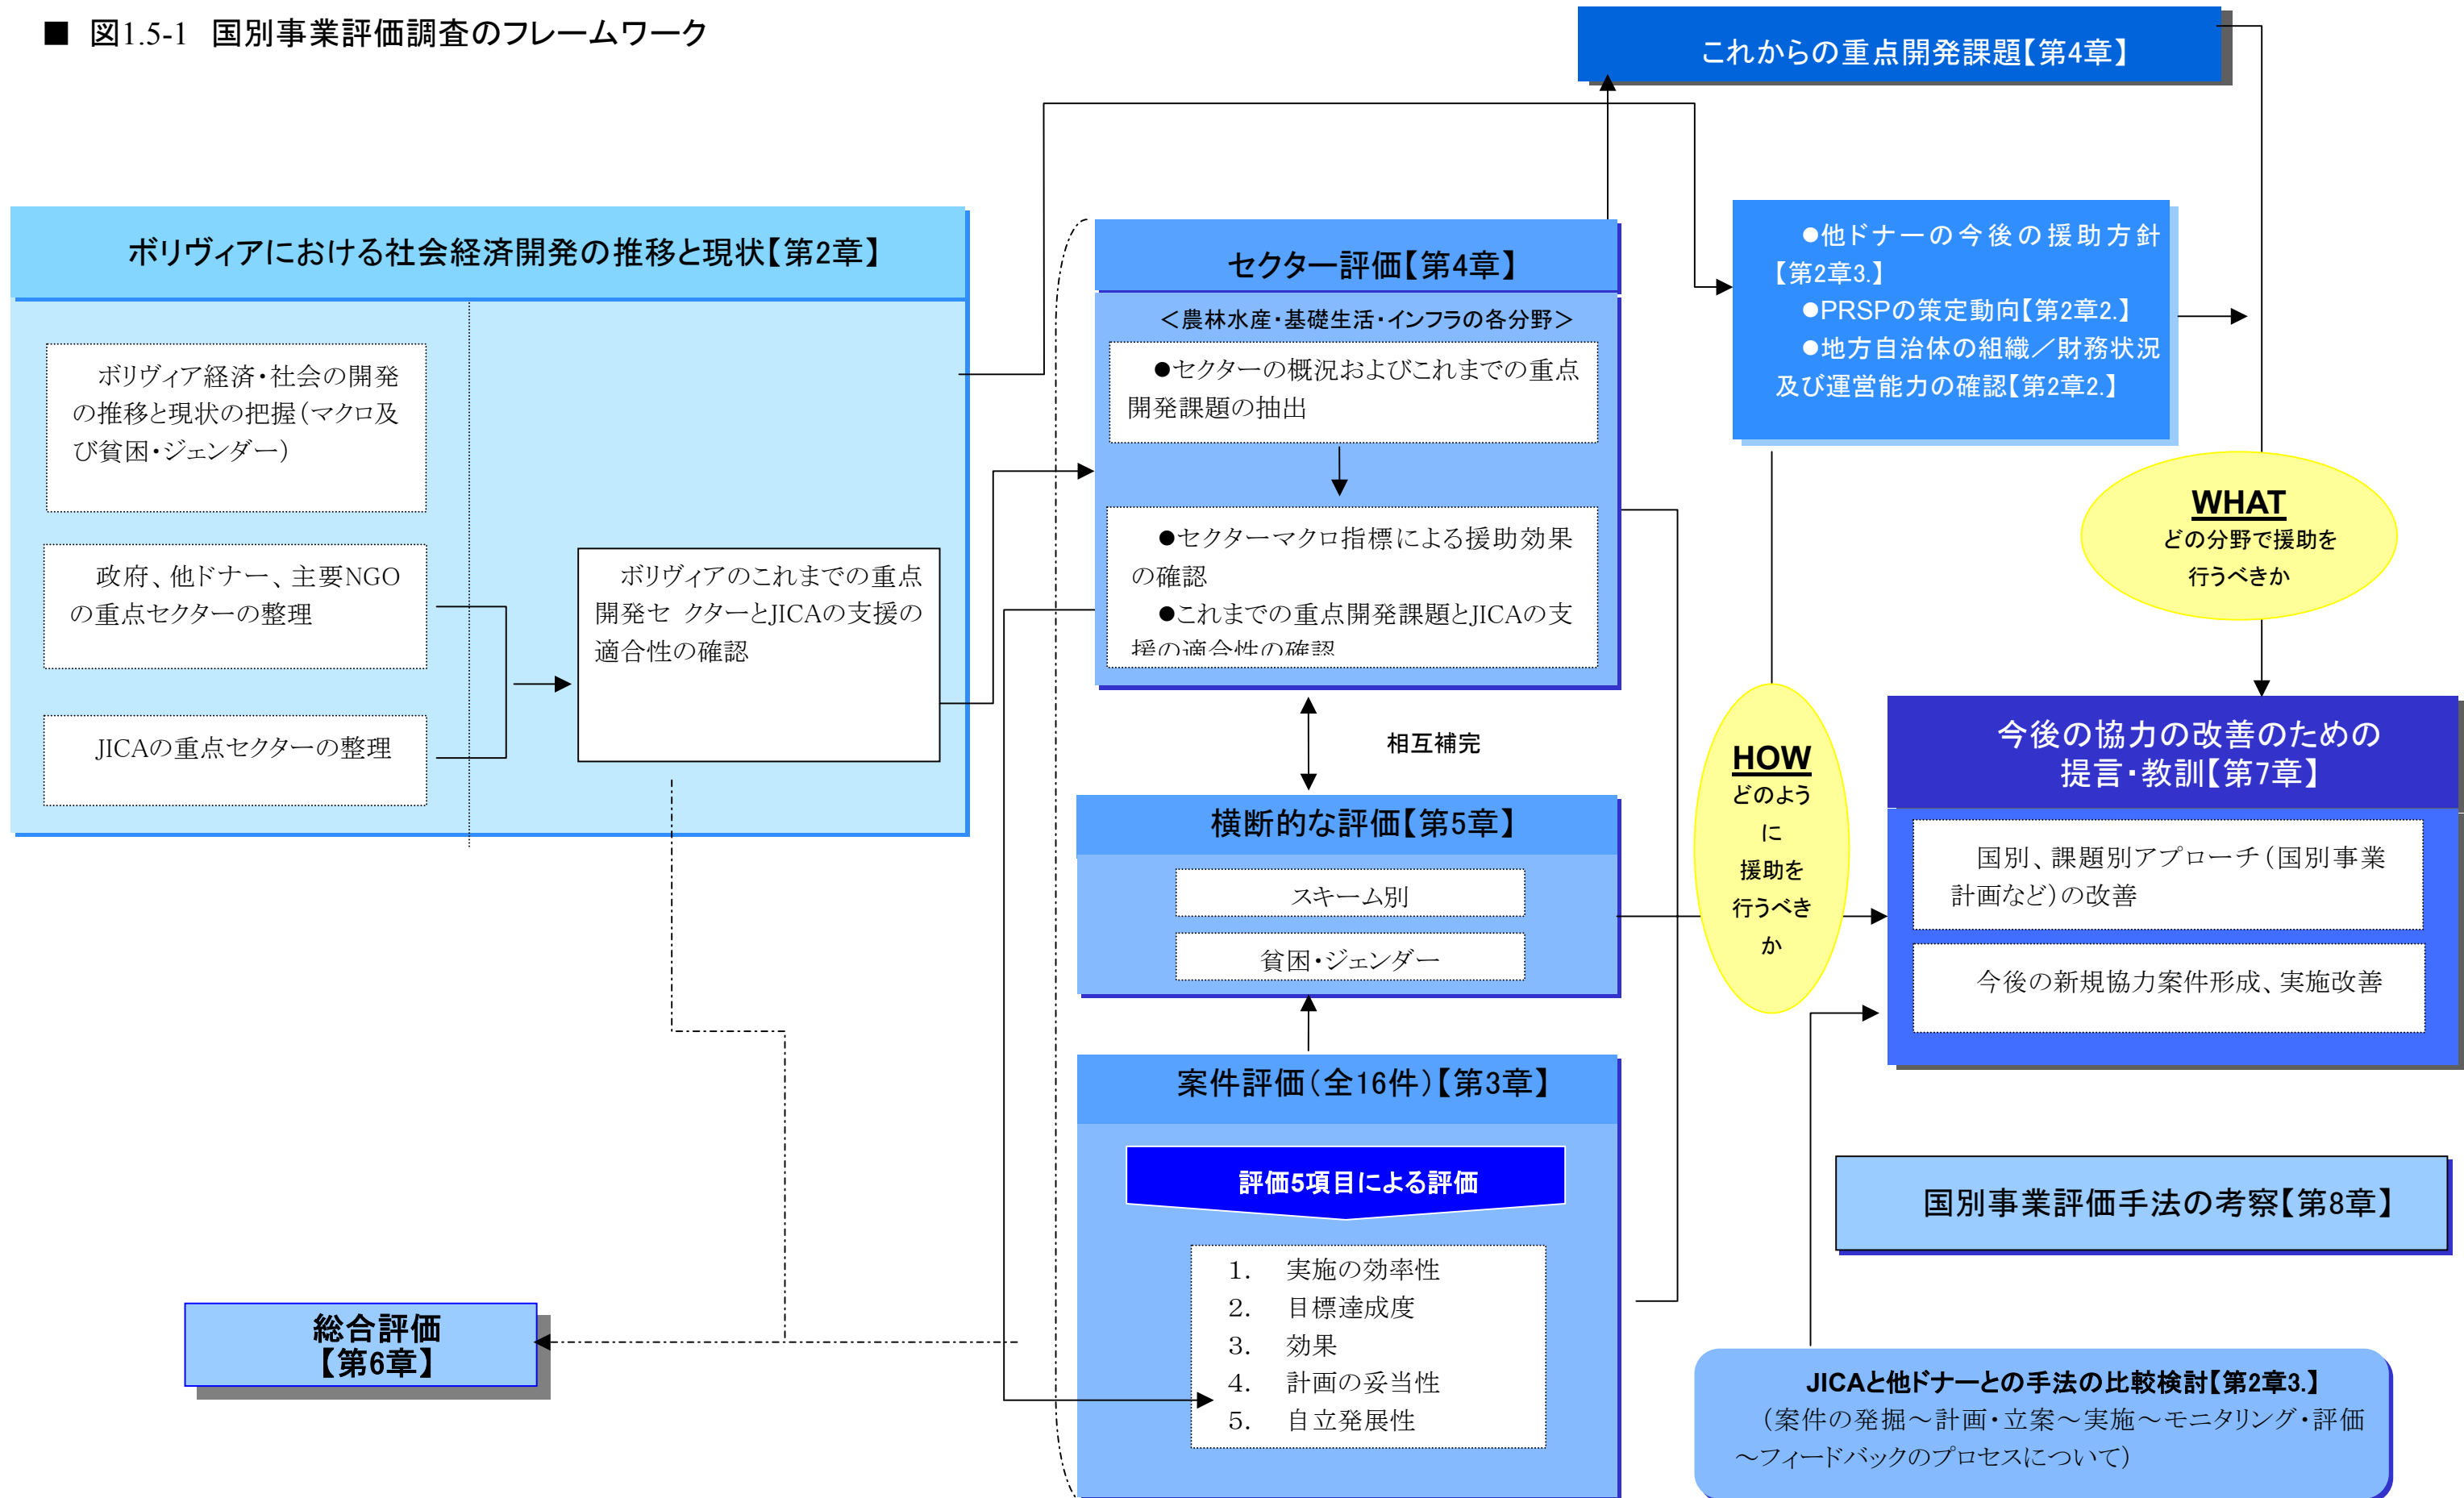 ■ 図1.5-1 国別事業評価調査のフレームワーク
これからの重点開発課題【第4章】
ボリヴィアにおける社会経済開発の推移と現状【第2章】
ボリヴィア経済・社会の開発
の推移と現状の把握（マクロ及
び貧困・ジェンダー）
政府、他ドナー、主要NGO
の重点セクターの整理
JICAの重点セクターの整理
ボリヴィアのこれまでの重点
開発セ クターとJICAの支援の
適合性の確認
セクター評価【第4章】
＜農林水産・基礎生活・インフラの各分野＞
●セクターの概況およびこれまでの重点
開発課題の抽出
●セクターマクロ指標による援助効果
の確認
●これまでの重点開発課題とJICAの支
援の適合性の確認
相互補完
横断的な評価【第5章】
スキーム別
貧困・ジェンダー
案件評価（全16件）【第3章】
評価5項目による評価
1. 実施の効率性
2. 目標達成度
3. 効果
4. 計画の妥当性
5. 自立発展性
総合評価
【第6章】
●他ドナーの今後の援助方針
【第2章3.】
●PRSPの策定動向【第2章2.】
●地方自治体の組織／財務状況
及び運営能力の確認【第2章2.】
WHAT
どの分野で援助を
行うべきか
HOW
どのよう
に
援助を
行うべき
か
今後の協力の改善のための
提言・教訓【第7章】
国別、課題別アプローチ（国別事業
計画など）の改善
今後の新規協力案件形成、実施改善
国別事業評価手法の考察【第8章】
JICAと他ドナーとの手法の比較検討【第2章3.】
（案件の発掘～計画・立案～実施～モニタリング・評価
～フィードバックのプロセスについて）